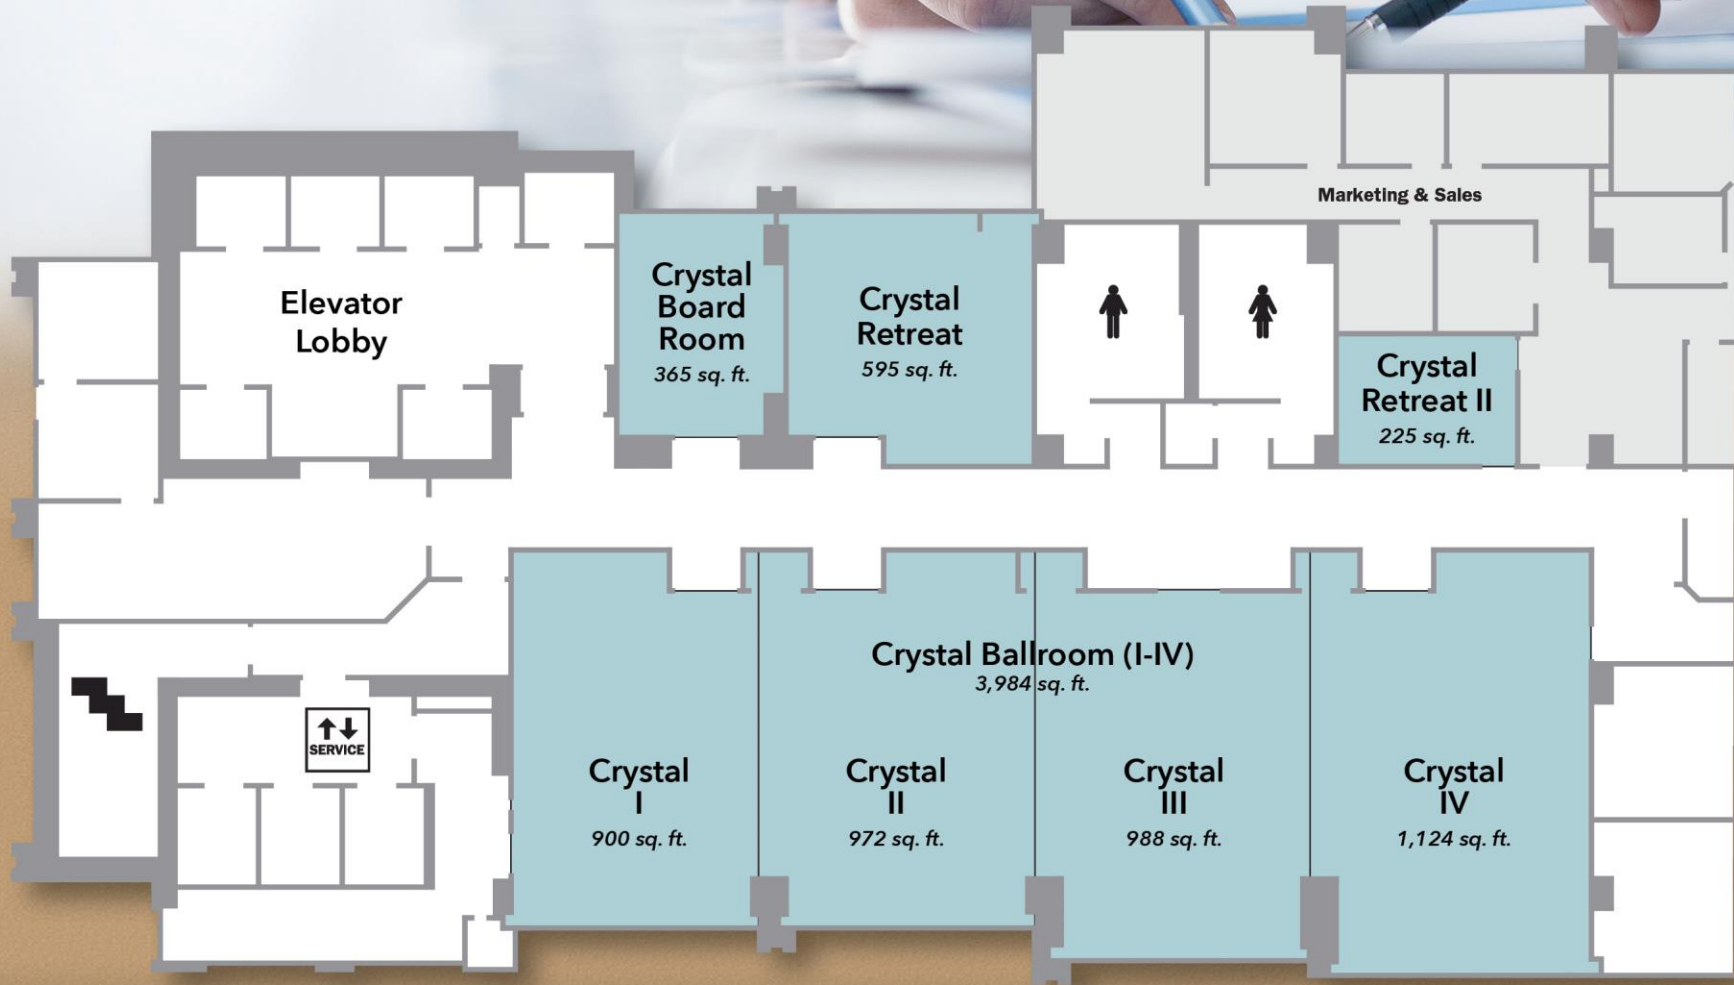 Marketing & Sales
Elevator
Lobby
Crystal
Board
Room
365 sq. ft.
Crystal
Retreat
595 sq. ft.
Crystal
Retreat II
225 sq. ft.
Crystal Ballroom (I-IV)
3,984 sq. ft.
SERVICE
Crystal
I
900 sq. ft.
Crystal
II
972 sq. ft.
Crystal
III
988 sq. ft.
Crystal
IV
1,124 sq. ft.